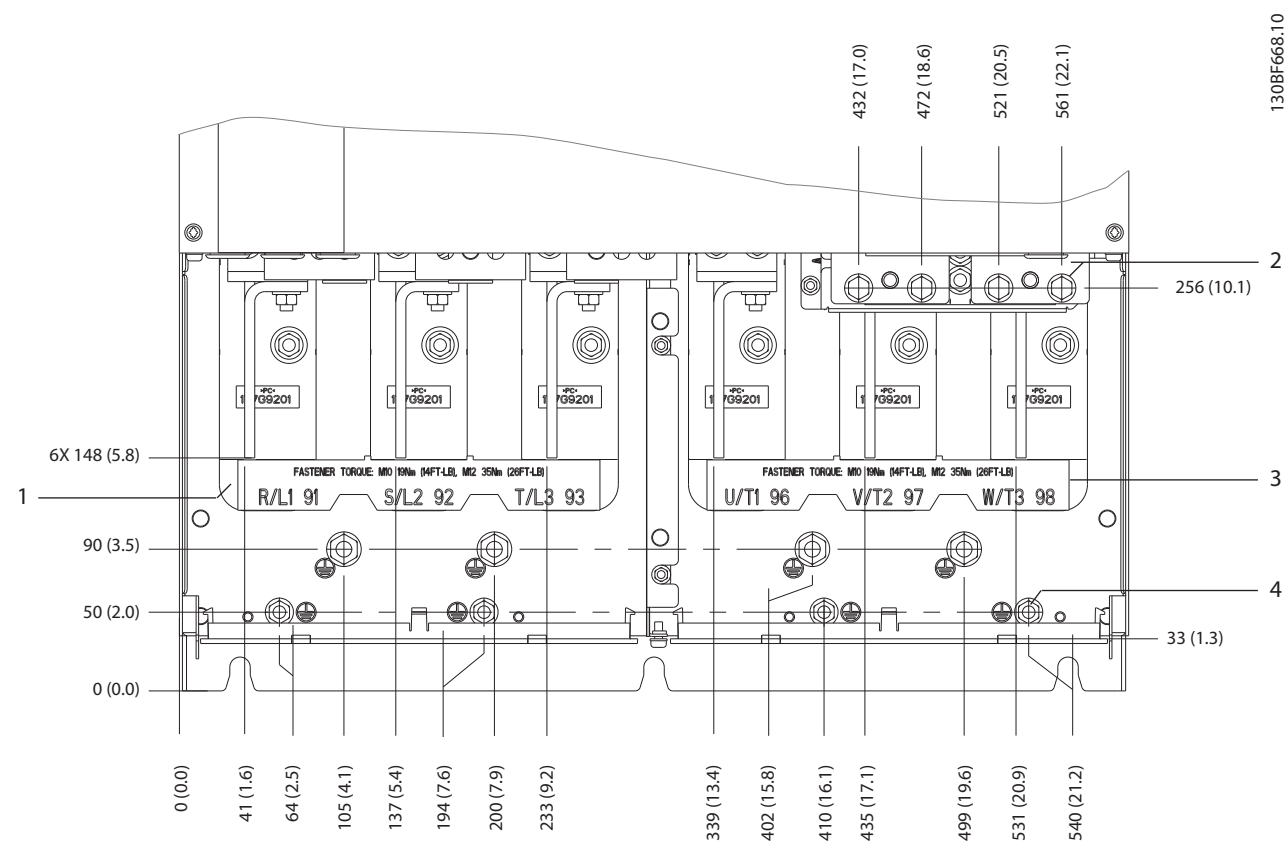 130BF668.10
432 (17.0)
472 (18.6)
521 (20.5)
561 (22.1)
2
256 (10.1)
»PC«
»PC«
»PC«
»PC«
»PC«
»PC«
6X 148 (5.8)
FASTENER TORQUE: M10 19Nm (14FT-LB), M12 35Nm (26FT-LB)
FASTENER TORQUE: M10 19Nm (14FT-LB), M12 35Nm (26FT-LB)
1
R/L1 91
S/L2 92
T/L3 93
U/T1 96
V/T2 97
W/T3 98
3
90 (3.5)
50 (2.0)
4
33 (1.3)
0 (0.0)
0 (0.0)
41 (1.6)
64 (2.5)
105 (4.1)
137 (5.4)
194 (7.6)
200 (7.9)
233 (9.2)
339 (13.4)
402 (15.8)
410 (16.1)
435 (17.1)
499 (19.6)
531 (20.9)
540 (21.2)